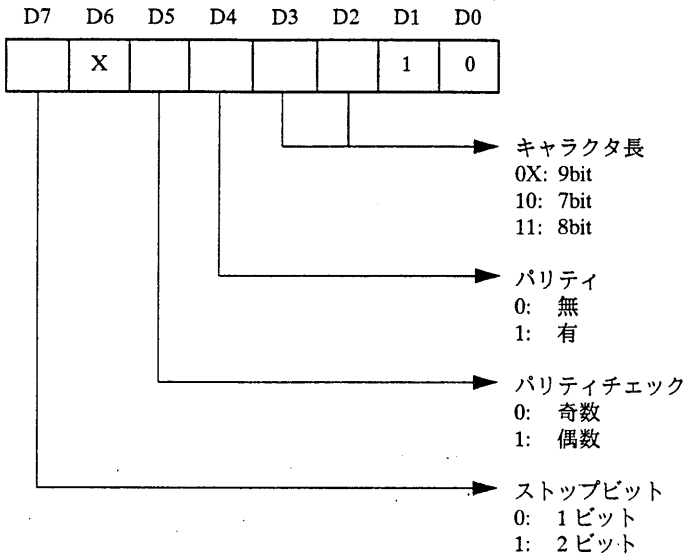 D7 D6 D5 D4 D3 D2 D1 D0
X 1 0
キャラクタ長
0X: 9bit
10: 7bit
11: 8bit
パリティ
0: 無
1: 有
パリティチェック
0: 奇数
1: 偶数
ストップビット
0: 1ビット
1: 2ビット